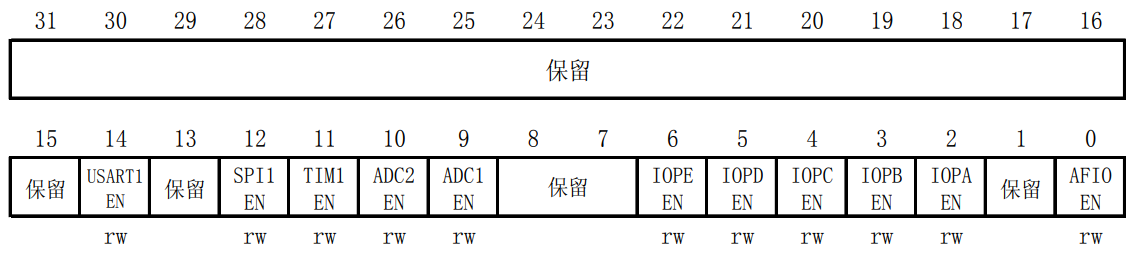 31 30 29 28 27 26 25 24 23 22 21 20 19 18 17 16
保留
15 14 13 12 11 10 9 8 7 6 5 4 3 2 1 0
保留 USART1 EN 保留 SPI1 EN TIM1 EN ADC2 EN ADC1 EN 保留 IOPE EN IOPD EN IOPC EN IOPB EN IOPA EN 保留 AFIO EN
rw rw rw rw rw rw rw rw rw rw rw